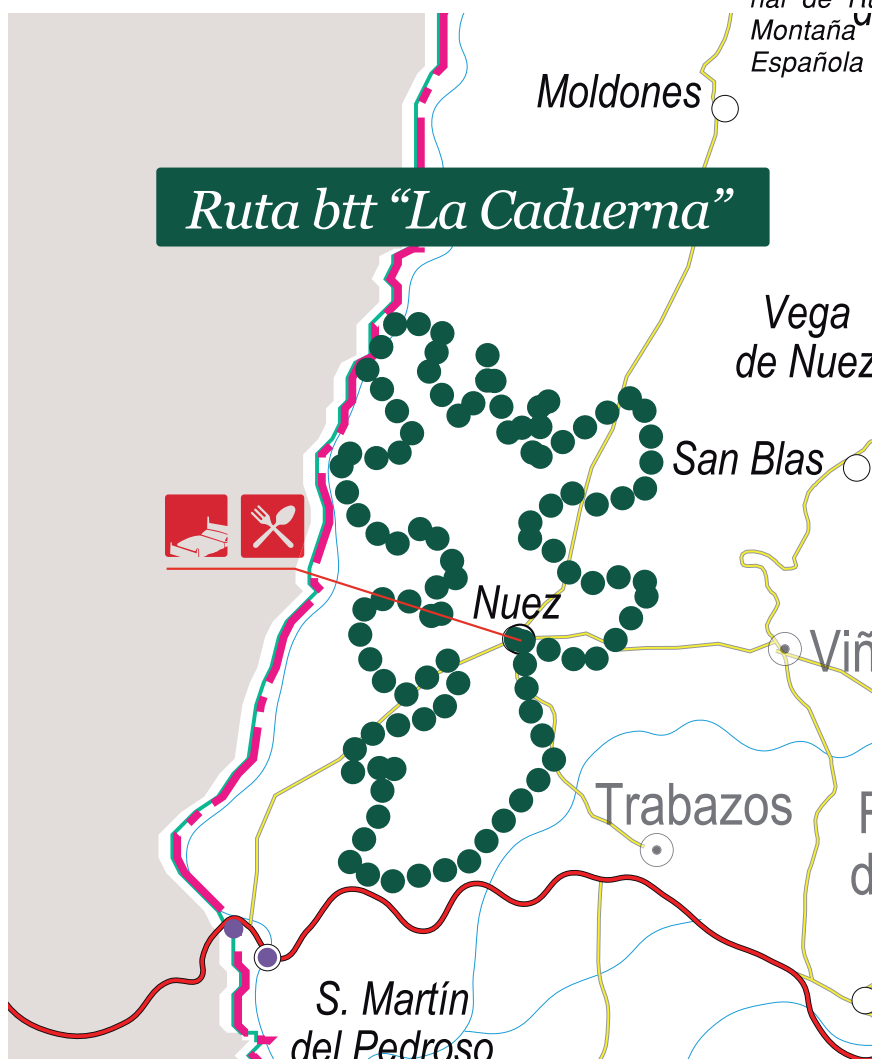 Montaña
Española
Moldones
Ruta btt “La Caduerna”
Vega
de Nuez
San Blas
Nuez
Trabazos
S. Martín
del Pedroso